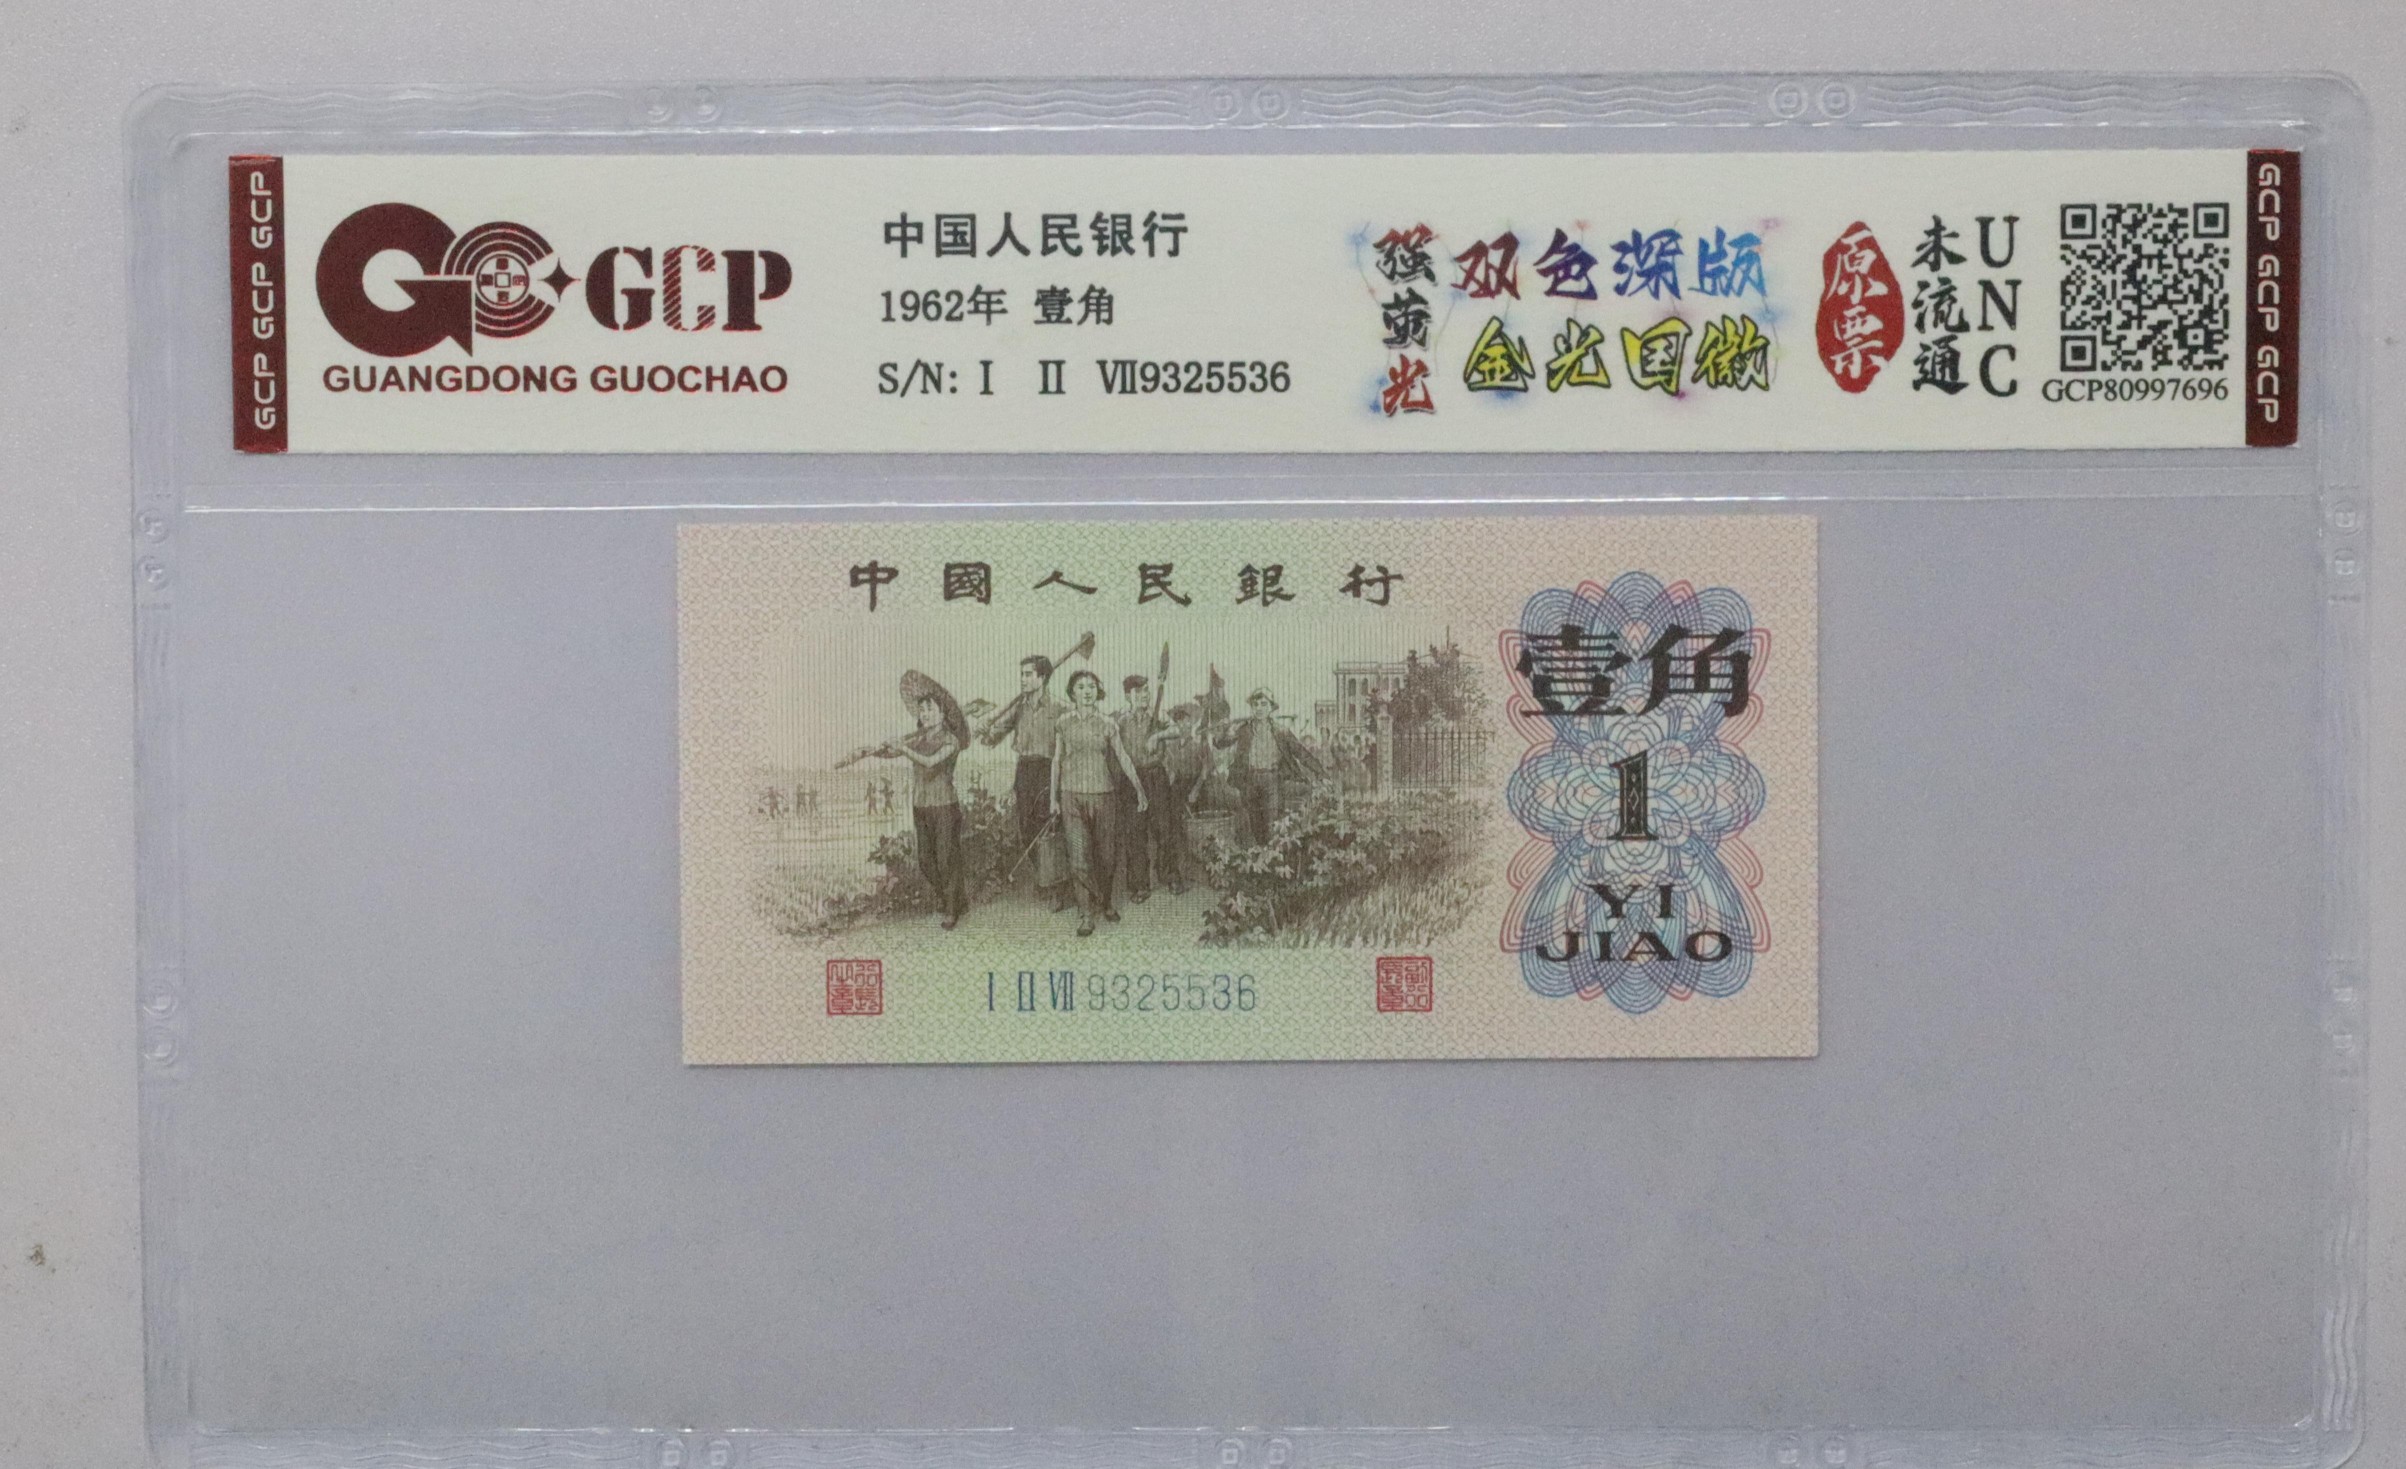 GCP GCP GCP
GCP
GUANGDONG GUOCHAO
中国人民银行
1962年 壹角
S/N: I II VII9325536
强荧光
双色深版
金光国徽
原票
未流通
UNC
GCP80997696
GCP GCP GCP
中國人民銀行
壹角
1
YI
JIAO
I II VII 9325536